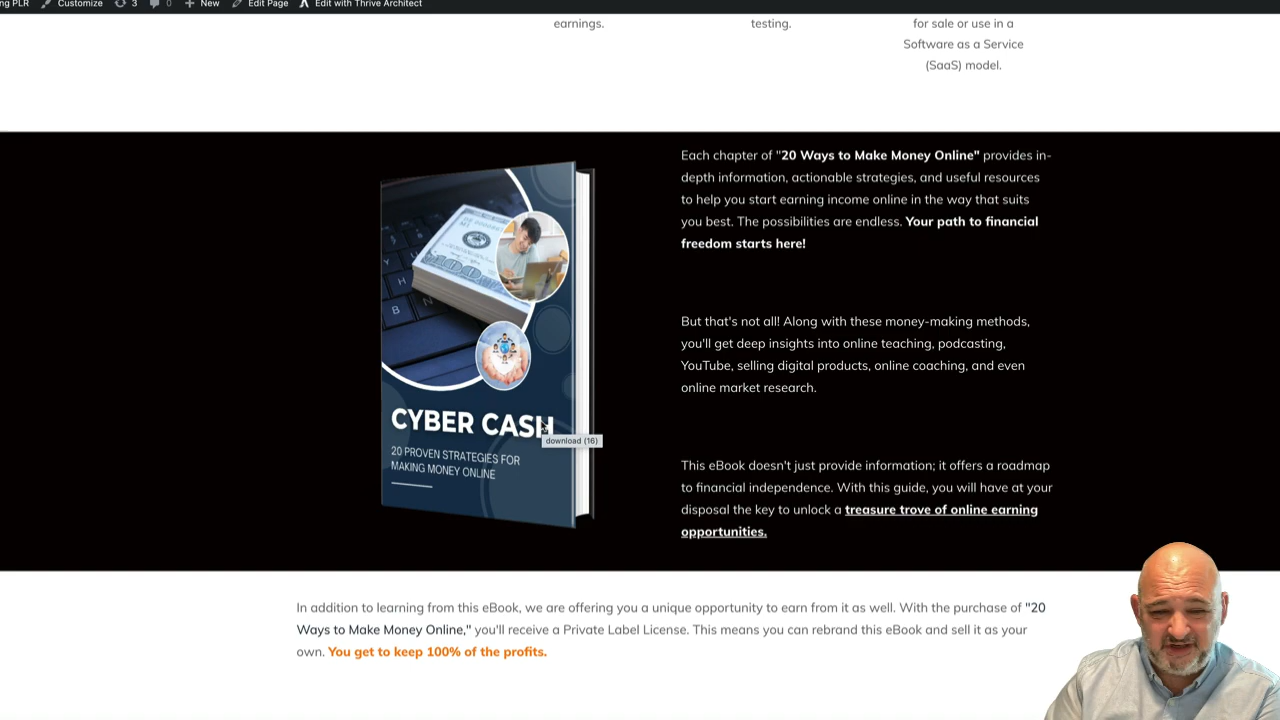 ng PLR Customize 3 0 New Edit Page Edit with Thrive Architect
earnings.
testing.
for sale or use in a
Software as a Service
(SaaS) model.
CYBER CASH
20 PROVEN STRATEGIES FOR
MAKING MONEY ONLINE
download (16)
Each chapter of "20 Ways to Make Money Online" provides in-
depth information, actionable strategies, and useful resources
to help you start earning income online in the way that suits
you best. The possibilities are endless. Your path to financial
freedom starts here!
But that's not all! Along with these money-making methods,
you'll get deep insights into online teaching, podcasting,
YouTube, selling digital products, online coaching, and even
online market research.
This eBook doesn't just provide information; it offers a roadmap
to financial independence. With this guide, you will have at your
disposal the key to unlock a treasure trove of online earning
opportunities.
In addition to learning from this eBook, we are offering you a unique opportunity to earn from it as well. With the purchase of "20
Ways to Make Money Online," you'll receive a Private Label License. This means you can rebrand this eBook and sell it as your
own. You get to keep 100% of the profits.